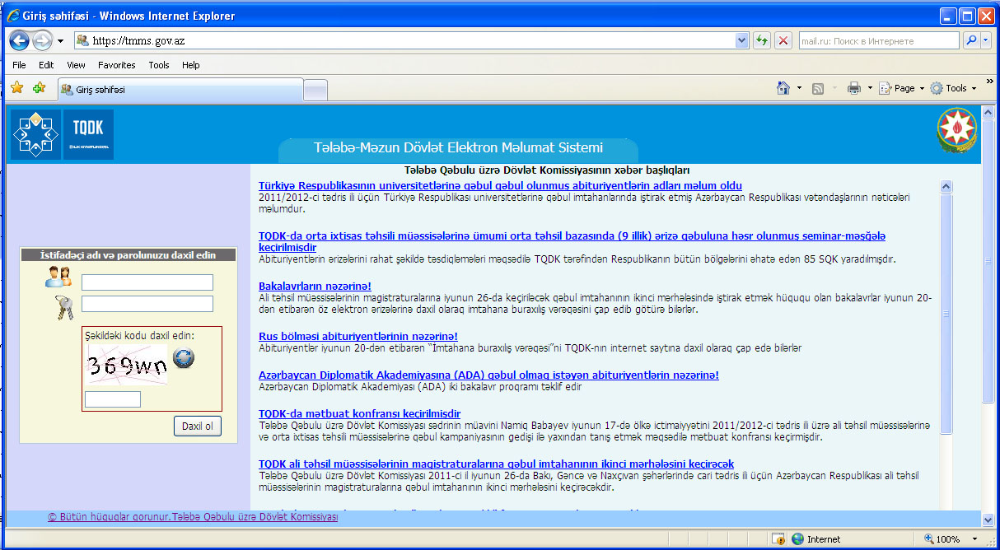 Giriş səhifəsi - Windows Internet Explorer
https://tmms.gov.az
mail.ru: Поиск в Интернете
File Edit View Favorites Tools Help
Giriş səhifəsi
Page Tools
TQDK
Tələbə-Məzun Dövlət Elektron Məlumat Sistemi
Tələbə Qəbulu üzrə Dövlət Komissiyasının xəbər başlıqları
Türkiyə Respublikasının universitetlərinə qəbul qəbul olunmuş abituriyentlərin adları məlum oldu
2011/2012-ci tədris ili üçün Türkiyə Respublikası universitetlərinə qəbul imtahanlarında iştirak etmiş Azərbaycan Respublikası vətəndaşlarının nəticələri
məlumdur.
TQDK-da orta ixtisas təhsili müəssisələrinə ümumi orta təhsil bazasında (9 illik) ərizə qəbuluna həsr olunmuş seminar-məşğələ
keçirilmişdir
Abituriyentlərin ərizələrini rahat şəkildə təsdiqləmələri məqsədilə TQDK tərəfindən Respublikanın bütün bölgələrini əhatə edən 85 SQK yaradılmışdır.
Bakalavrların nəzərinə!
Ali təhsil müəssisələrinin magistraturalarına iyunun 26-da keçiriləcək qəbul imtahanının ikinci mərhələsində iştirak etmək hüququ olan bakalavrlar iyunun 20-
dən etibarən öz elektron ərizələrinə daxil olaraq imtahana buraxılış vərəqəsini çap edib götürə bilərlər.
Rus bölməsi abituriyentlərinin nəzərinə!
Abituriyentlər iyunun 20-dən etibarən “İmtahana buraxılış vərəqəsi”ni TQDK-nın internet saytına daxil olaraq çap edə bilərlər
Azərbaycan Diplomatik Akademiyasına (ADA) qəbul olmaq istəyən abituriyentlərin nəzərinə!
Azərbaycan Diplomatik Akademiyası (ADA) iki bakalavr proqramı təklif edir
TQDK-da mətbuat konfransı keçirilmişdir
Tələbə Qəbulu üzrə Dövlət Komissiyası sədrinin müavini Namiq Babayev iyunun 17-də ölkə ictimaiyyətini 2011/2012-ci tədris ili üzrə ali təhsil müəssisələrinə
və orta ixtisas təhsili müəssisələrinə qəbul kampaniyasının gedişi ilə yaxından tanış etmək məqsədilə mətbuat konfransı keçirmişdir.
TQDK ali təhsil müəssisələrinin magistraturalarına qəbul imtahanının ikinci mərhələsini keçirəcək
Tələbə Qəbulu üzrə Dövlət Komissiyası 2011-ci il iyunun 26-da Bakı, Gəncə və Naxçıvan şəhərlərində cari tədris ili üçün Azərbaycan Respublikası ali təhsil
müəssisələrinin magistraturalarına qəbul imtahanının ikinci mərhələsini keçirəcəkdir.
İstifadəçi adı və parolunuzu daxil edin
Şəkildəki kodu daxil edin:
369wn
Daxil ol
© Bütün hüquqlar qorunur.Tələbə Qəbulu üzrə Dövlət Komissiyası
Internet
100%